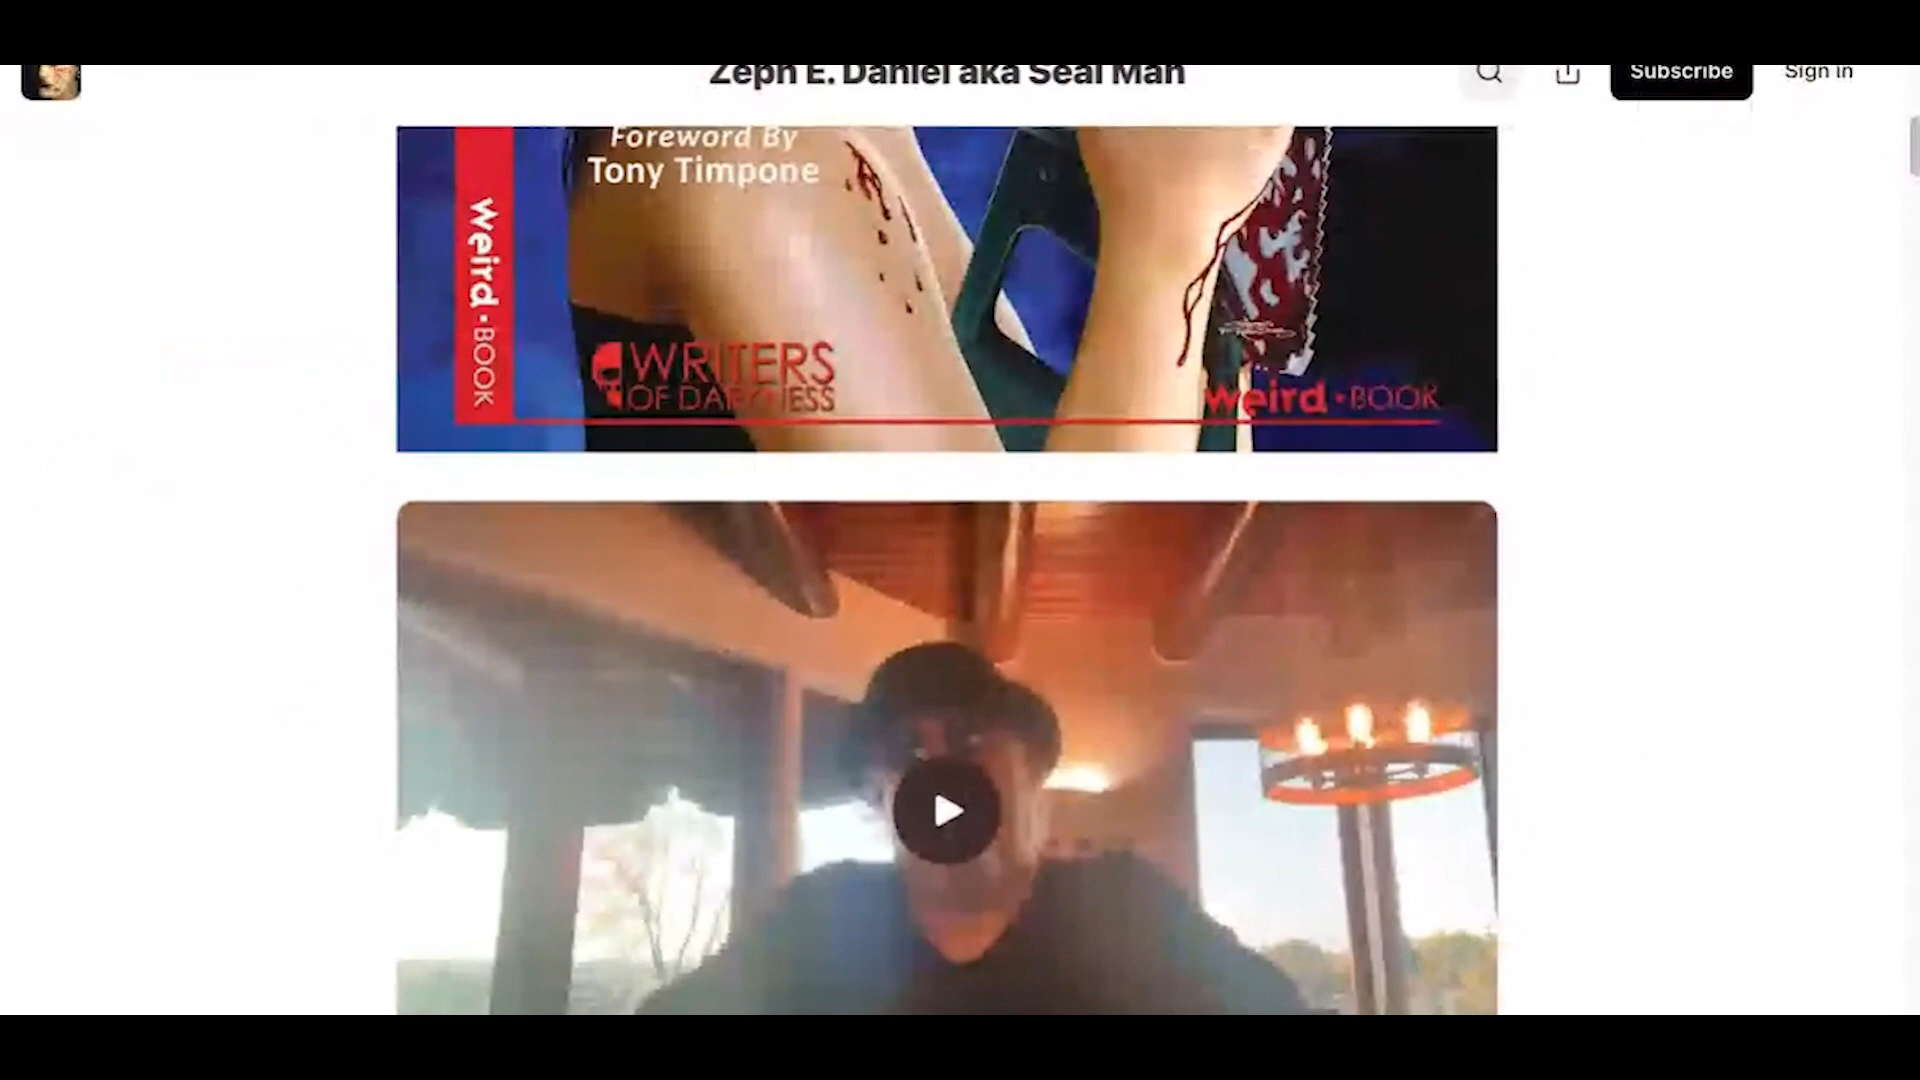 Zeph E. Daniel aka Seal Man
Subscribe
Sign in
Foreword By
Tony Timpone
weird·BOOK
WRITERS
OF DARKNESS
weird·BOOK